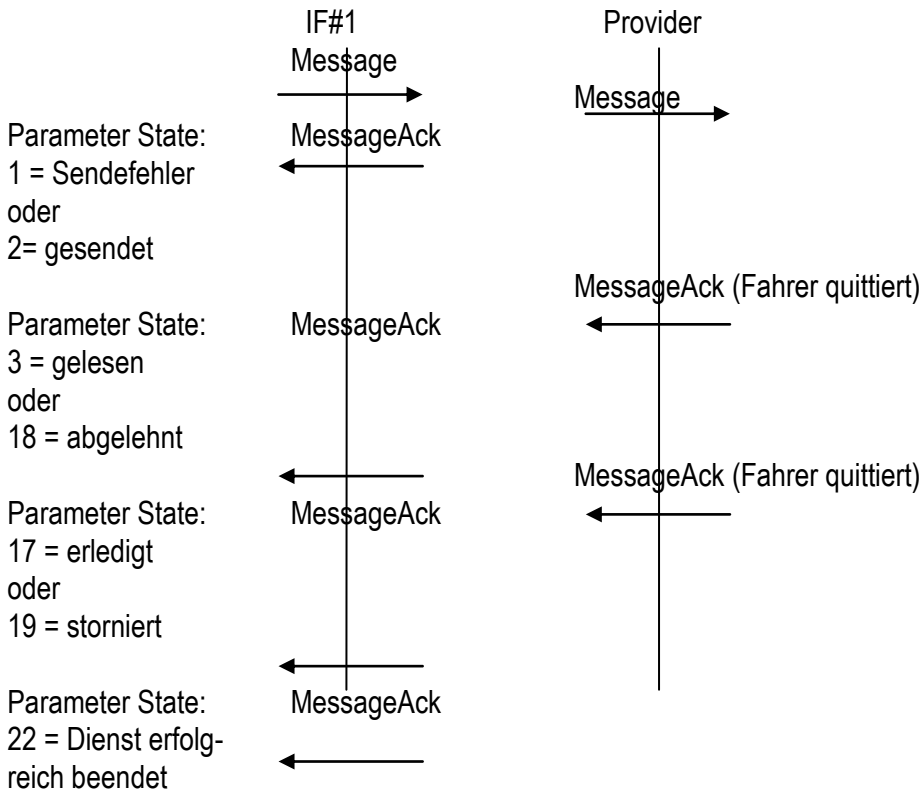 IF#1 Provider
Message
Message
Parameter State: MessageAck
1 = Sendefehler
oder
2= gesendet
MessageAck (Fahrer quittiert)
Parameter State: MessageAck
3 = gelesen
oder
18 = abgelehnt
MessageAck (Fahrer quittiert)
Parameter State: MessageAck
17 = erledigt
oder
19 = storniert
Parameter State: MessageAck
22 = Dienst erfolg-
reich beendet